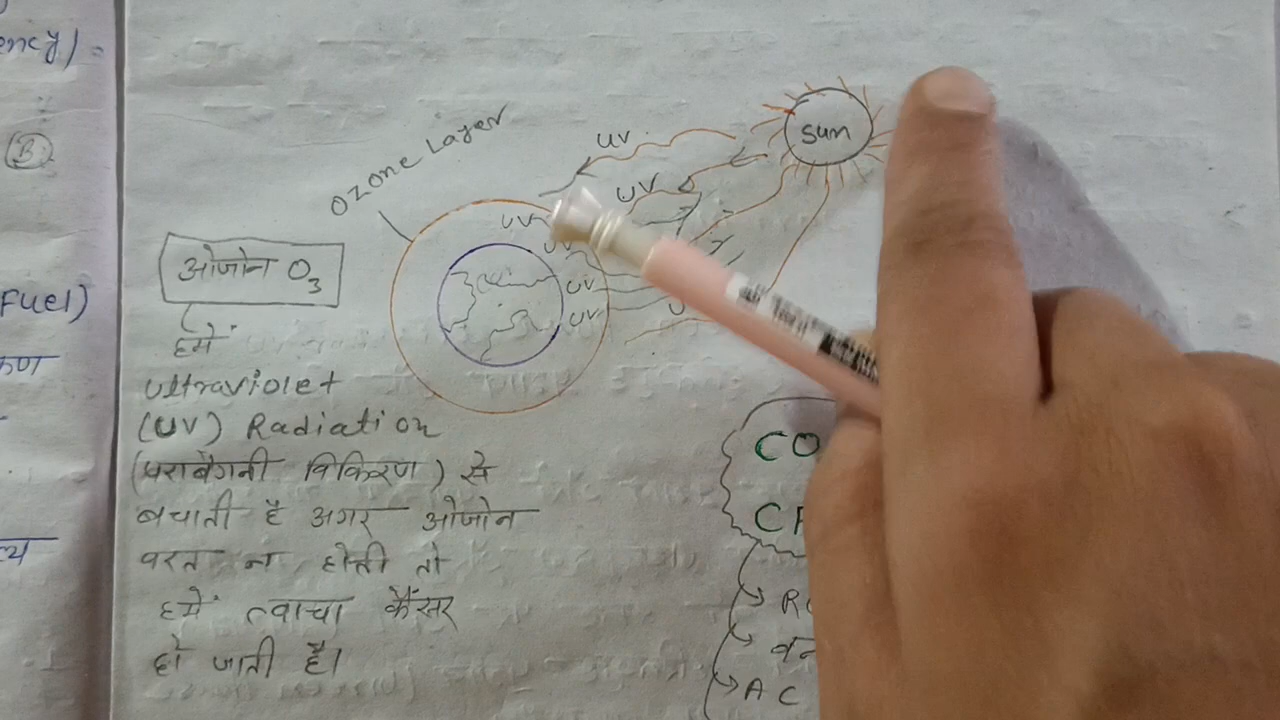 ency) =
B
Fuel)
Ozone Layer
sun
UV
UV
UV
UV
UV
UV
U
ओजोन O3
हमें
Ultraviolet
(UV) Radiation
(पराबैगनी विकिरण) से
बचाती है अगर ओजोन
परत न होती तो
हमें त्वाचा कैंसर
हो जाती है।
CO
CF
R
वन
AC